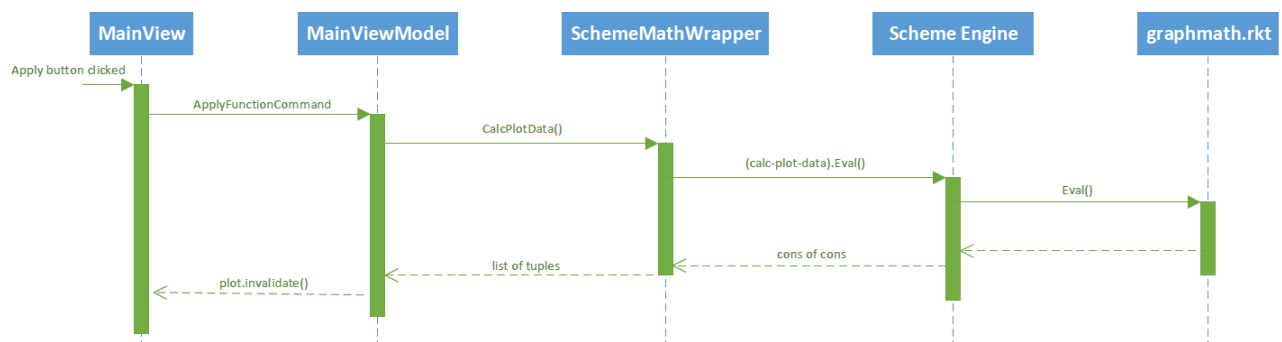 MainView
MainViewModel
SchemeMathWrapper
Scheme Engine
graphmath.rkt
Apply button clicked
ApplyFunctionCommand
CalcPlotData()
(calc-plot-data).Eval()
Eval()
cons of cons
list of tuples
plot.invalidate()